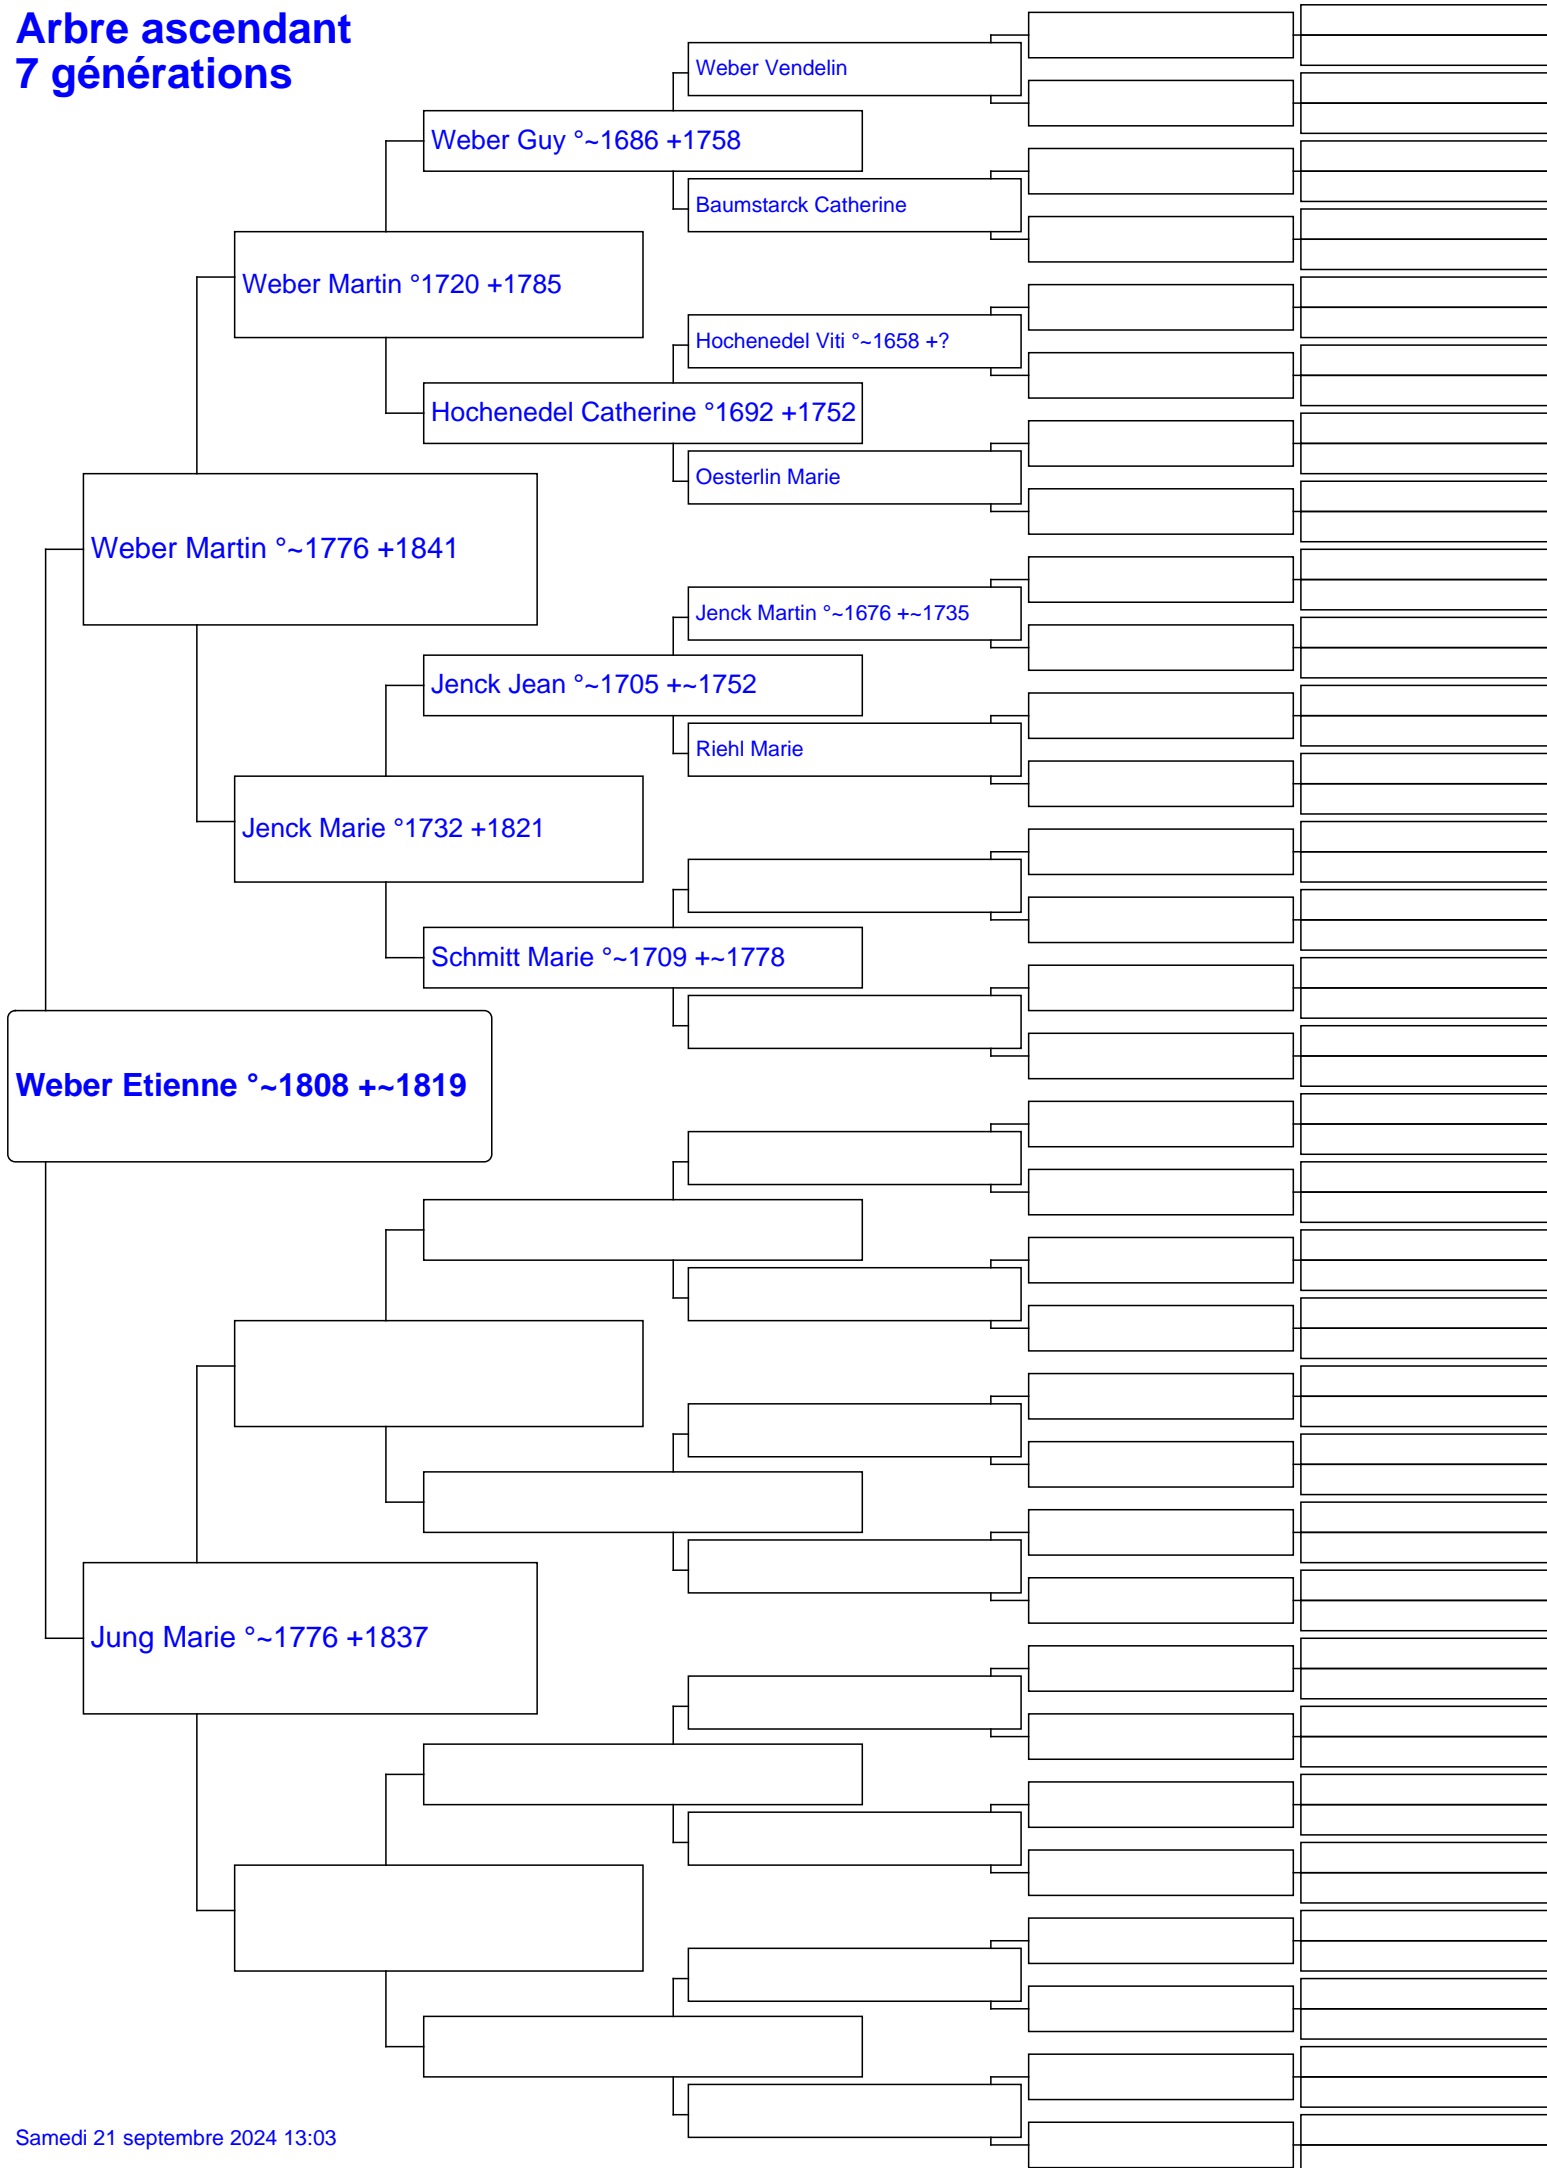 Arbre ascendant
7 générations
Weber Vendelin
Weber Guy °~1686 +1758
Baumstarck Catherine
Weber Martin °1720 +1785
Hochenedel Viti °~1658 +?
Hochenedel Catherine °1692 +1752
Oesterlin Marie
Weber Martin °~1776 +1841
Jenck Martin °~1676 +~1735
Jenck Jean °~1705 +~1752
Riehl Marie
Jenck Marie °1732 +1821
Schmitt Marie °~1709 +~1778
Weber Etienne °~1808 +~1819
Jung Marie °~1776 +1837
Samedi 21 septembre 2024 13:03